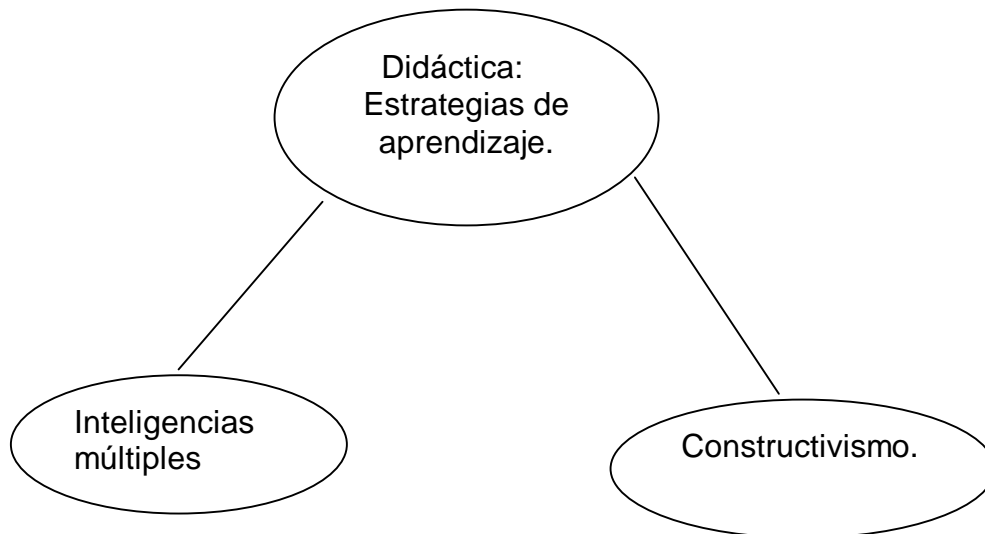 Didáctica:
Estrategias de
aprendizaje.
Inteligencias
múltiples
Constructivismo.